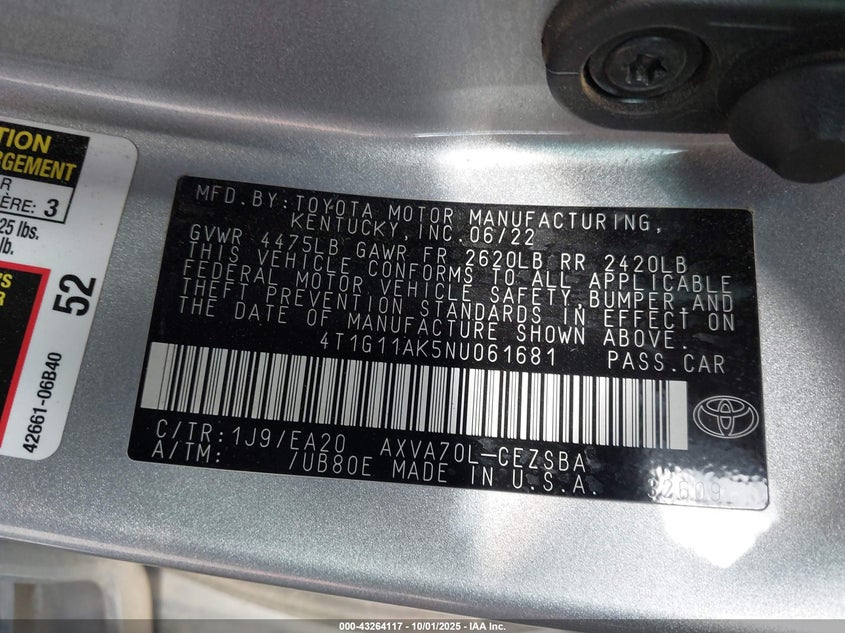 TION
RGEMENT
R
ÈRE: 3
25 lbs.
lb.
'S
R
52
42661-06B40
MFD.BY:TOYOTA MOTOR MANUFACTURING,
KENTUCKY, INC. 06/22
GVWR 4475LB GAWR FR 2620LB RR 2420LB
THIS VEHICLE CONFORMS TO ALL APPLICABLE
FEDERAL MOTOR VEHICLE SAFETY,BUMPER,AND
THEFT PREVENTION STANDARDS IN EFFECT ON
THE DATE OF MANUFACTURE SHOWN ABOVE.
4T1G11AK5NU061681 PASS.CAR
C/TR:1J9/EA20 AXVA70L-CEZSBA
A/TM: /UB80E MADE IN U.S.A. 32609
000-43264117 - 10/01/2025 - IAA Inc.